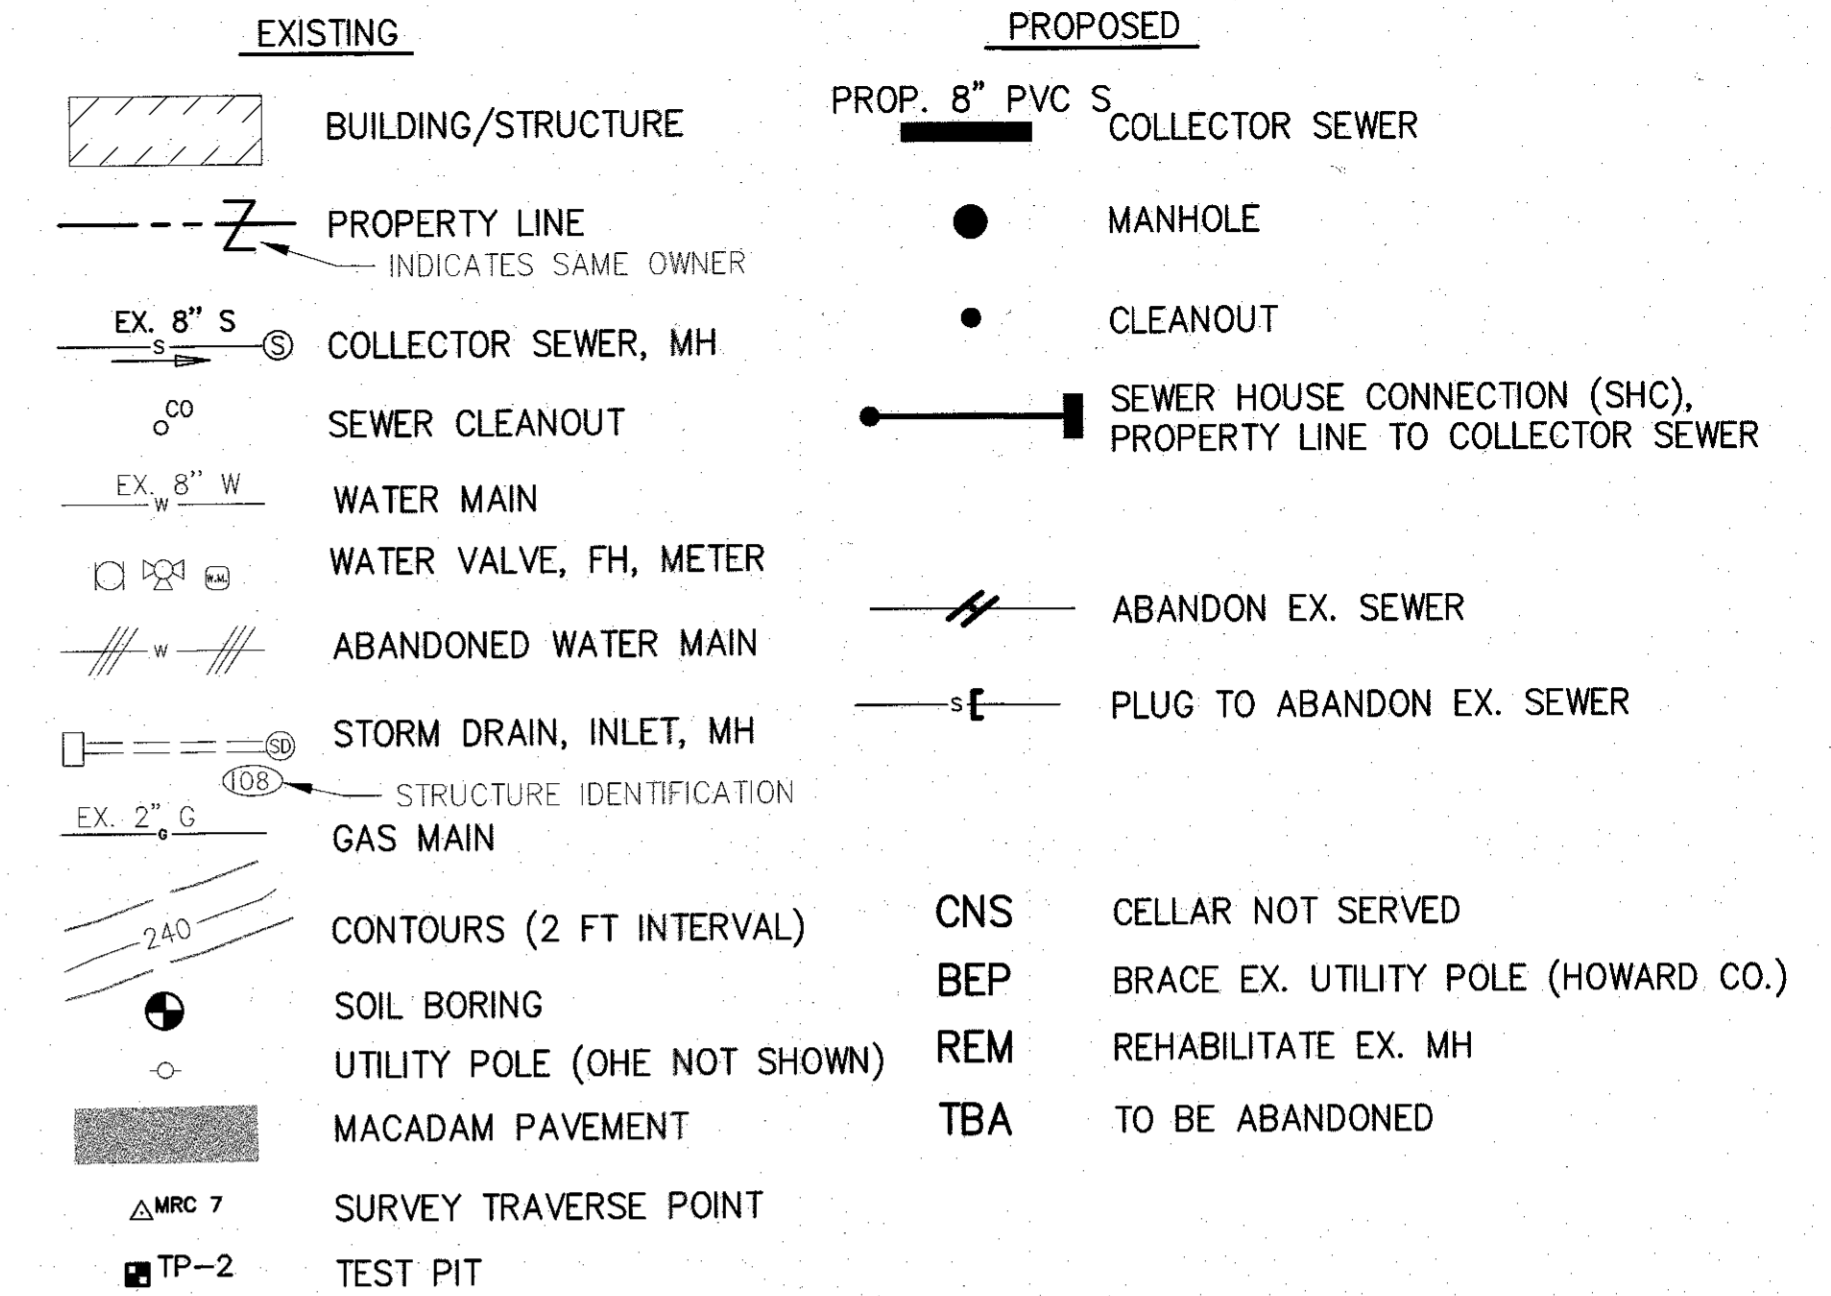 EXISTING
BUILDING/STRUCTURE
PROPERTY LINE
INDICATES SAME OWNER
EX. 8" S
S
S
COLLECTOR SEWER, MH
CO
SEWER CLEANOUT
EX. 8" W
W
WATER MAIN
W.M.
WATER VALVE, FH, METER
W
ABANDONED WATER MAIN
SD
STORM DRAIN, INLET, MH
108
STRUCTURE IDENTIFICATION
EX. 2" G
G
GAS MAIN
240
CONTOURS (2 FT INTERVAL)
SOIL BORING
UTILITY POLE (OHE NOT SHOWN)
MACADAM PAVEMENT
MRC 7
SURVEY TRAVERSE POINT
TP-2
TEST PIT
PROPOSED
PROP. 8" PVC S
COLLECTOR SEWER
MANHOLE
CLEANOUT
SEWER HOUSE CONNECTION (SHC),
PROPERTY LINE TO COLLECTOR SEWER
ABANDON EX. SEWER
S
PLUG TO ABANDON EX. SEWER
CNS CELLAR NOT SERVED
BEP BRACE EX. UTILITY POLE (HOWARD CO.)
REM REHABILITATE EX. MH
TBA TO BE ABANDONED